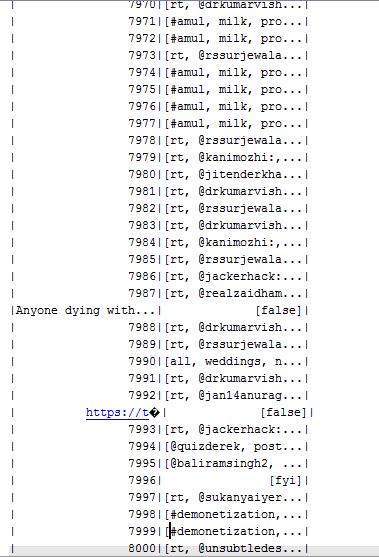 | 7970|[rt, @drkumarvish...|
| 7971|[#amul, milk, pro...|
| 7972|[#amul, milk, pro...|
| 7973|[rt, @rssurjewala...|
| 7974|[#amul, milk, pro...|
| 7975|[#amul, milk, pro...|
| 7976|[#amul, milk, pro...|
| 7977|[#amul, milk, pro...|
| 7978|[rt, @rssurjewala...|
| 7979|[rt, @kanimozhi:,...|
| 7980|[rt, @jitenderkha...|
| 7981|[rt, @drkumarvish...|
| 7982|[rt, @rssurjewala...|
| 7983|[rt, @drkumarvish...|
| 7984|[rt, @kanimozhi:,...|
| 7985|[rt, @rssurjewala...|
| 7986|[rt, @jackerhack:...|
| 7987|[rt, @realzaidham...|
|Anyone dying with...| [false]|
| 7988|[rt, @drkumarvish...|
| 7989|[rt, @rssurjewala...|
| 7990|[all, weddings, n...|
| 7991|[rt, @drkumarvish...|
| 7992|[rt, @jan14anurag...|
| https://t�| [false]|
| 7993|[rt, @jackerhack:...|
| 7994|[@quizderek, post...|
| 7995|[@baliramsingh2, ...|
| 7996| [fyi]|
| 7997|[rt, @sukanyaiyer...|
| 7998|[#demonetization,...|
| 7999|[#demonetization,...|
| 8000|[rt, @unsubtledes...|